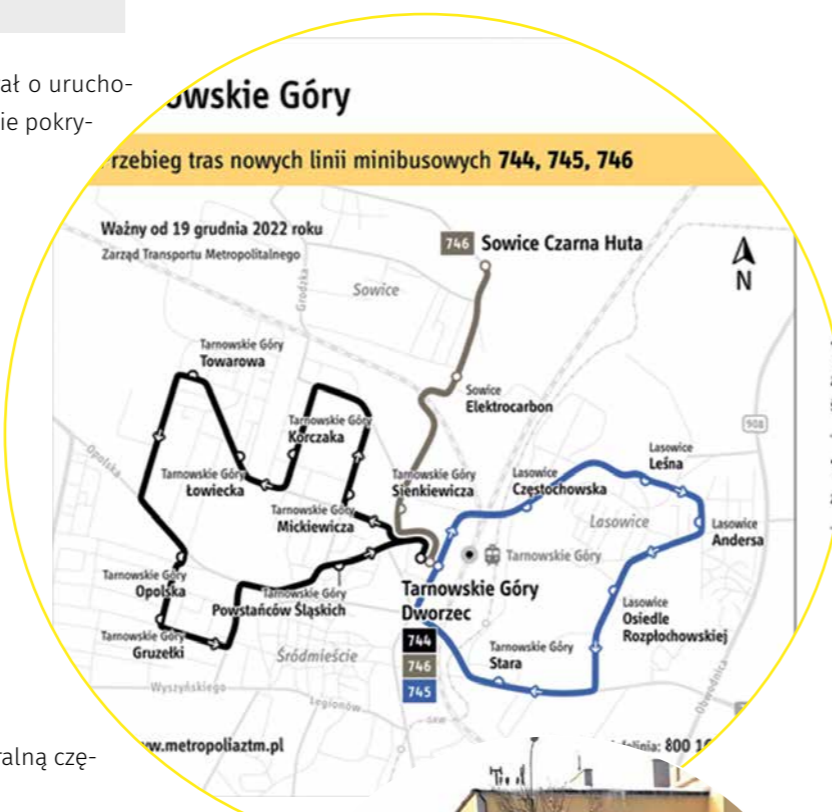 ał o urucho-
ie pokry-
owskie Góry
rzebieg tras nowych linii minibusowych 744, 745, 746
Ważny od 19 grudnia 2022 roku
Zarząd Transportu Metropolitalnego
746 Sowice Czarna Huta
N
Grodzka
Sowice
Tarnowskie Góry
Towarowa
Sowice
Elektrocarbon
Tarnowskie Góry
Korczaka
908
Opolska
Tarnowskie Góry
Łowiecka
Tarnowskie Góry
Sienkiewicza
Lasowice
Częstochowska
Lasowice
Leśna
Tarnowskie Góry
Mickiewicza
Lasowice
Lasowice
Andersa
Tarnowskie Góry
Tarnowskie Góry
Opolska
Tarnowskie Góry
Powstańców Śląskich
Tarnowskie Góry
Dworzec
744
746
745
Lasowice
Osiedle
Rozpłochowskiej
Tarnowskie Góry
Gruzełki
Śródmieście
Tarnowskie Góry
Stara
Wyszyńskiego
Legionów
Obwodnica
ww.metropoliaztm.pl
linia: 800 1
ralną czę-